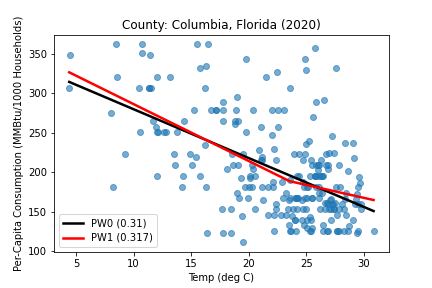 County: Columbia, Florida (2020)
Per-Capita Consumption (MMBtu/1000 Households)
350
300
250
200
150
100
PW0 (0.31)
PW1 (0.317)
5 10 15 20 25 30
Temp (deg C)